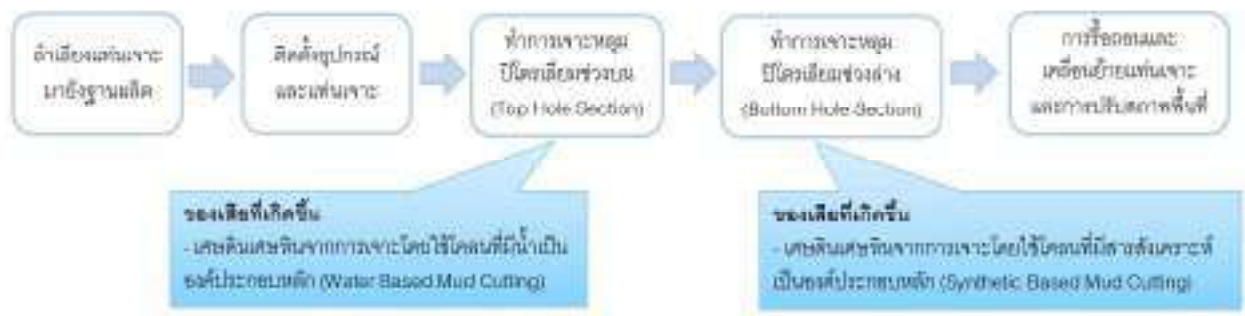 ลำเลียงแท่นเจาะ
มายังฐานผลิต
ติดตั้งอุปกรณ์
และแท่นเจาะ
ทำการเจาะหลุม
ปิโตรเลียมช่วงบน
(Top Hole Section)
ทำการเจาะหลุม
ปิโตรเลียมช่วงล่าง
(Bottom Hole Section)
การรื้อถอนและ
เคลื่อนย้ายแท่นเจาะ
และการปรับสภาพพื้นที่
ของเสียที่เกิดขึ้น
- เศษดินเศษหินจากการเจาะโดยใช้โคลนที่มีน้ำเป็น
องค์ประกอบหลัก (Water Based Mud Cutting)
ของเสียที่เกิดขึ้น
- เศษดินเศษหินจากการเจาะโดยใช้โคลนที่มีสารสังเคราะห์
เป็นองค์ประกอบหลัก (Synthetic Based Mud Cutting)